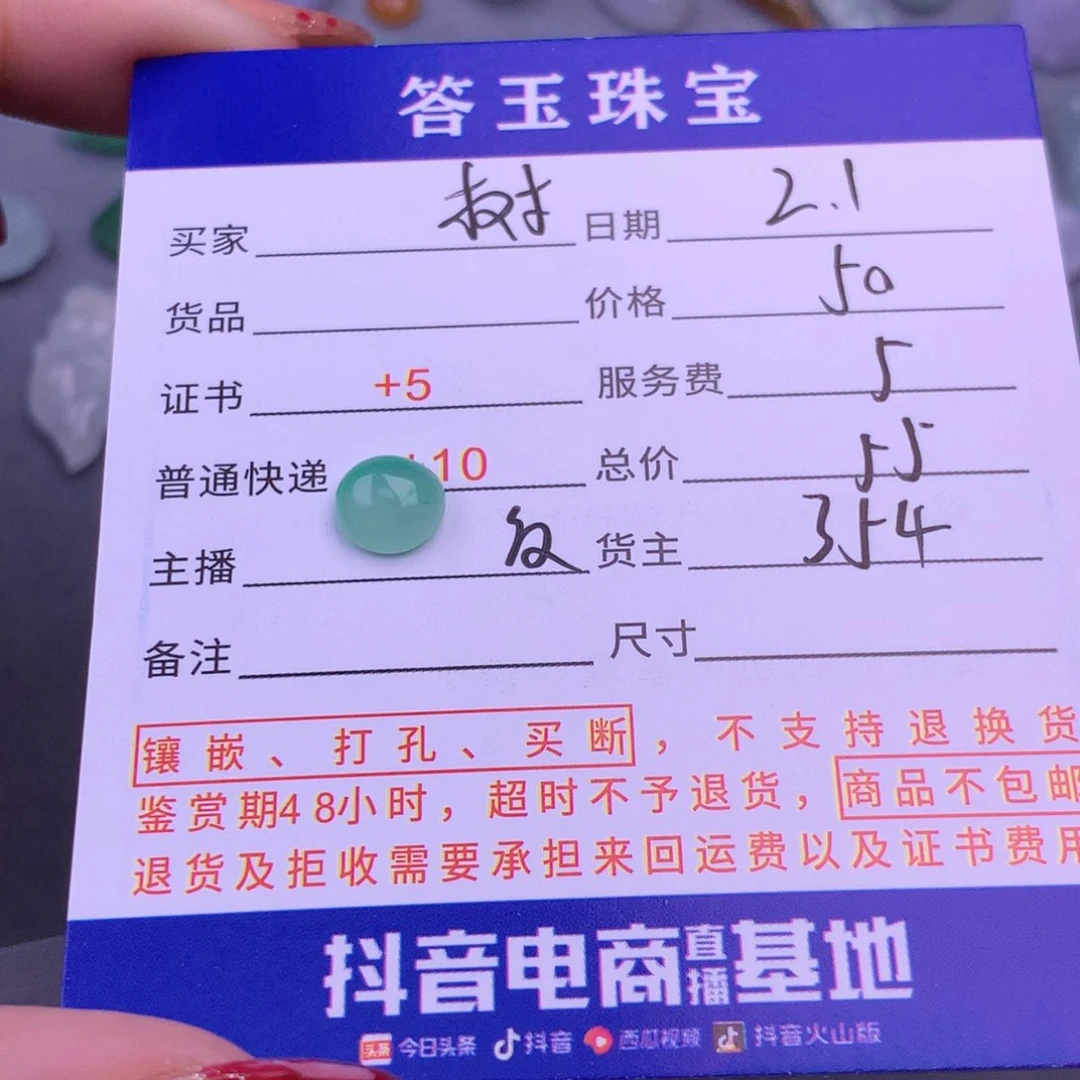 答玉珠宝
买家 树 日期 2.1
货品 价格 50
证书 +5 服务费 5
普通快递 +10 总价 55
主播 货主 354
备注 尺寸
镶嵌、打孔、买断，不支持退换货
鉴赏期48小时，超时不予退货，商品不包邮
退货及拒收需要承担来回运费以及证书费用
抖音电商直播基地
头条 今日头条 抖音 西瓜视频 抖音火山版